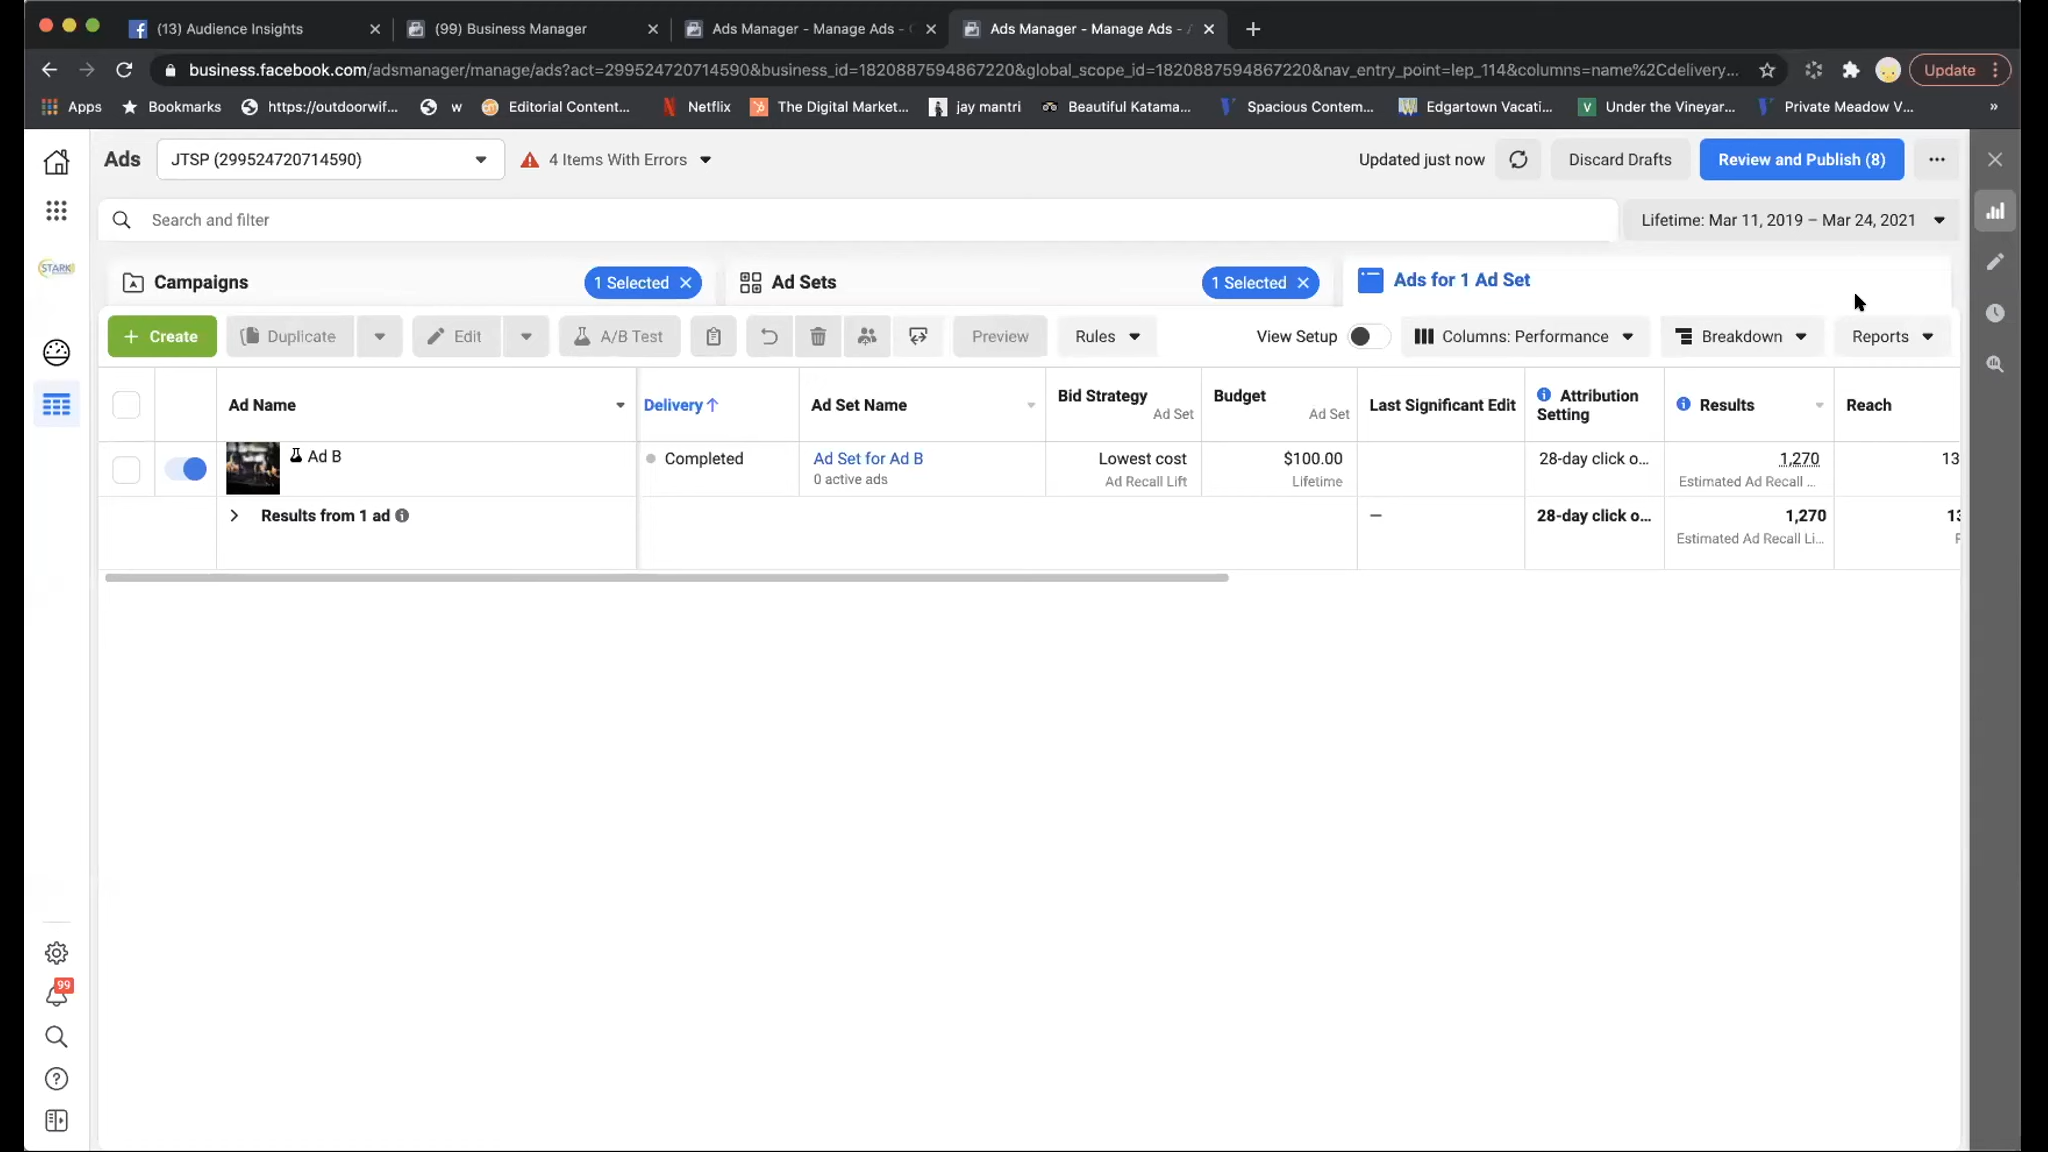 (13) Audience Insights
(99) Business Manager
Ads Manager - Manage Ads -
Ads Manager - Manage Ads -
business.facebook.com/adsmanager/manage/ads?act=299524720714590&business_id=1820887594867220&global_scope_id=1820887594867220&nav_entry_point=lep_114&columns=name%2Cdelivery...
Update
Apps
Bookmarks
https://outdoorwif...
w
Editorial Content...
Netflix
The Digital Market...
jay mantri
Beautiful Katama...
Spacious Contem...
Edgartown Vacati...
Under the Vineyar...
Private Meadow V...
»
Ads
JTSP (299524720714590)
4 Items With Errors
Updated just now
Discard Drafts
Review and Publish (8)
Search and filter
Lifetime: Mar 11, 2019 – Mar 24, 2021
STARK
Campaigns
1 Selected
Ad Sets
1 Selected
Ads for 1 Ad Set
+ Create
Duplicate
Edit
A/B Test
Preview
Rules
View Setup
Columns: Performance
Breakdown
Reports
Ad Name
Delivery ↑
Ad Set Name
Bid Strategy
Ad Set
Budget
Ad Set
Last Significant Edit
Attribution
Setting
Results
Reach
Ad B
Completed
Ad Set for Ad B
0 active ads
Lowest cost
Ad Recall Lift
$100.00
Lifetime
28-day click o...
1,270
Estimated Ad Recall ...
13
Results from 1 ad
—
28-day click o...
1,270
Estimated Ad Recall Li...
13
99